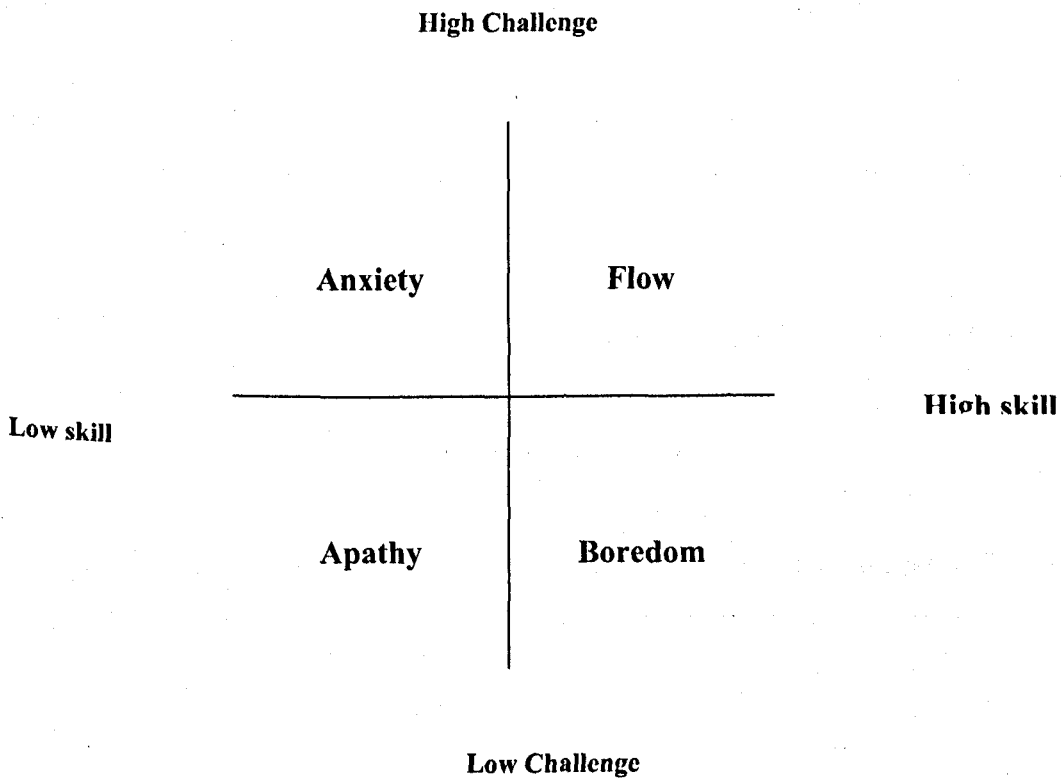 High Challenge
Anxiety Flow
High skill
Low skill
Apathy Boredom
Low Challenge